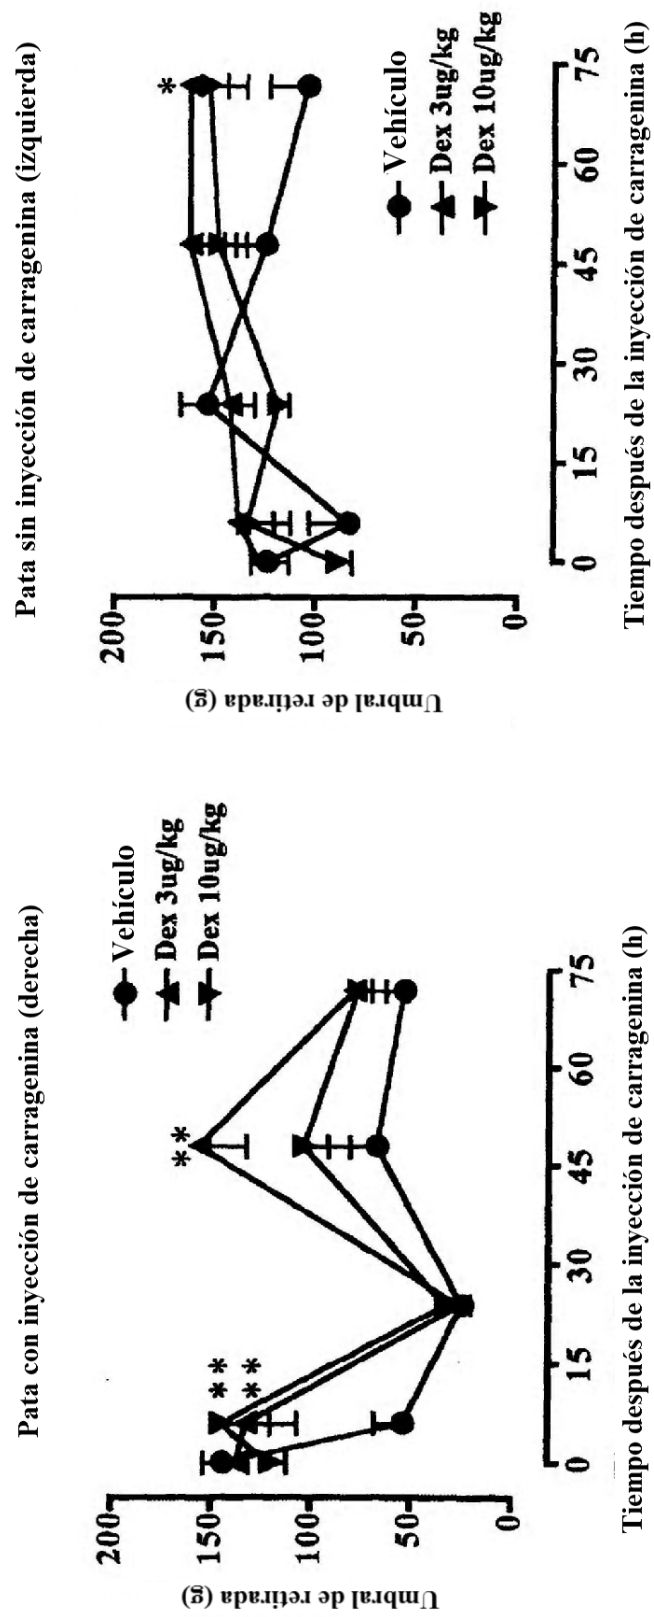 Pata con inyección de carragenina (derecha)
Vehículo
Dex 3ug/kg
Dex 10ug/kg
**
**
**
200
150
100
50
0
Umbral de retirada (g)
0
15
30
45
60
75
Tiempo después de la inyección de carragenina (h)
Pata sin inyección de carragenina (izquierda)
*
200
150
100
50
0
Umbral de retirada (g)
Vehículo
Dex 3ug/kg
Dex 10ug/kg
0
15
30
45
60
75
Tiempo después de la inyección de carragenina (h)